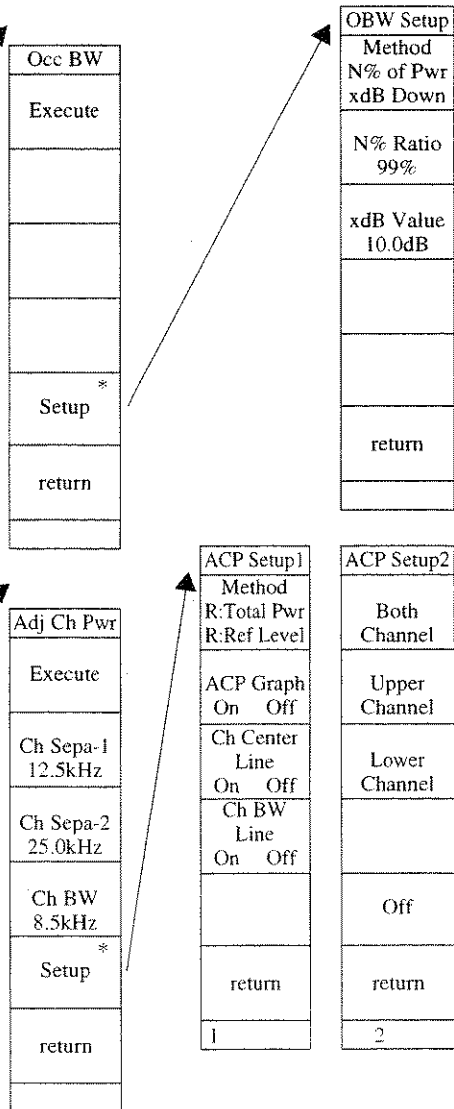 Occ BW
Execute
*
Setup
return
OBW Setup
Method
N% of Pwr
xdB Down
N% Ratio
99%
xdB Value
10.0dB
return
Adj Ch Pwr
Execute
Ch Sepa-1
12.5kHz
Ch Sepa-2
25.0kHz
Ch BW
8.5kHz
*
Setup
return
ACP Setup1
Method
R:Total Pwr
R:Ref Level
ACP Graph
On Off
Ch Center
Line
On Off
Ch BW
Line
On Off
return
1
ACP Setup2
Both
Channel
Upper
Channel
Lower
Channel
Off
return
2